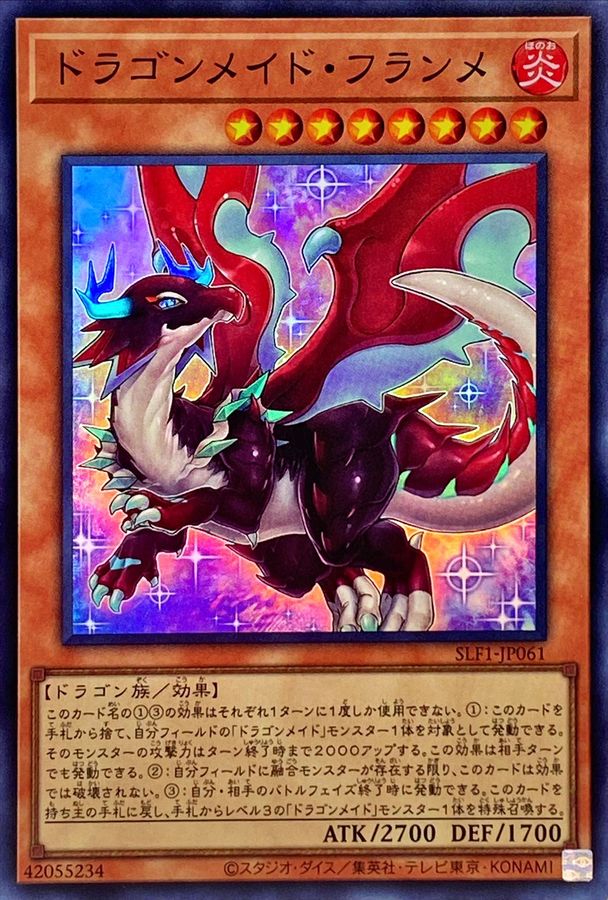 ドラゴンメイド・フランメ
ほのお
炎
SLF1-JP061
【ドラゴン族／効果】
このカード名の①③の効果はそれぞれ1ターンに1度しか使用できない。①：このカードを
手札から捨て、自分フィールドの「ドラゴンメイド」モンスター1体を対象として発動できる。
そのモンスターの攻撃力はターン終了時まで2000アップする。この効果は相手ターン
でも発動できる。②：自分フィールドに融合モンスターが存在する限り、このカードは効果
では破壊されない。③：自分・相手のバトルフェイズ終了時に発動できる。このカードを
持ち主の手札に戻し、手札からレベル3の「ドラゴンメイド」モンスター1体を特殊召喚する。
ATK/2700 DEF/1700
42055234
©スタジオ・ダイス／集英社・テレビ東京・KONAMI